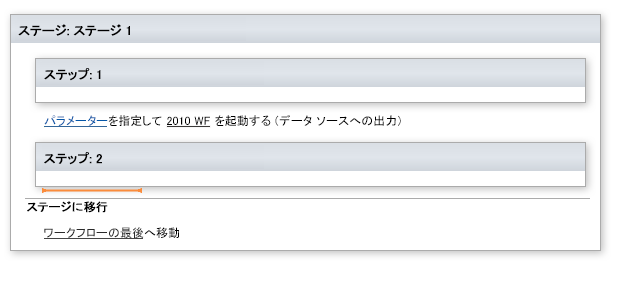 ステージ: ステージ 1
ステップ: 1
パラメーターを指定して 2010 WF を起動する (データ ソースへの出力)
ステップ: 2
ステージに移行
ワークフローの最後へ移動